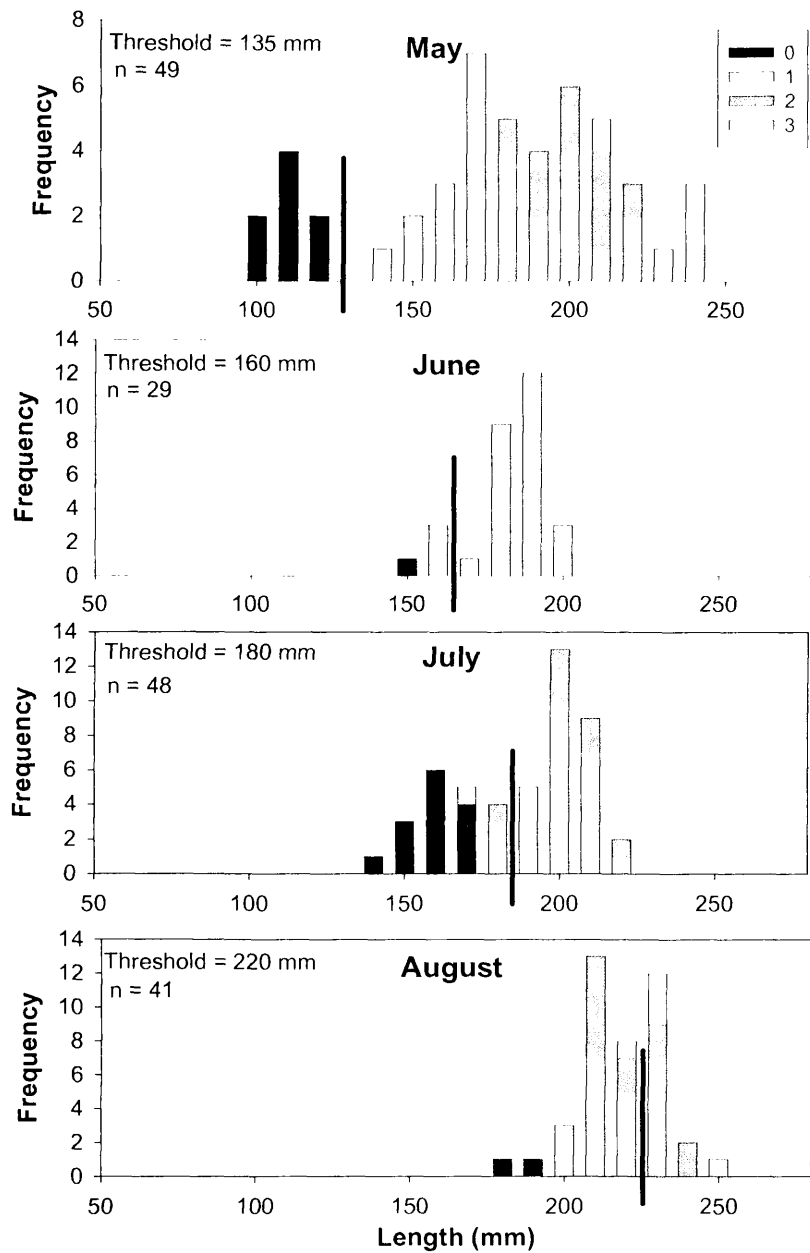 May
Threshold = 135 mm
n = 49
0
1
2
3
Frequency
8
6
4
2
0
50 100 150 200 250
June
Threshold = 160 mm
n = 29
Frequency
14
12
10
8
6
4
2
0
50 100 150 200 250
July
Threshold = 180 mm
n = 48
Frequency
14
12
10
8
6
4
2
0
50 100 150 200 250
August
Threshold = 220 mm
n = 41
Frequency
14
12
10
8
6
4
2
0
50 100 150 200 250
Length (mm)